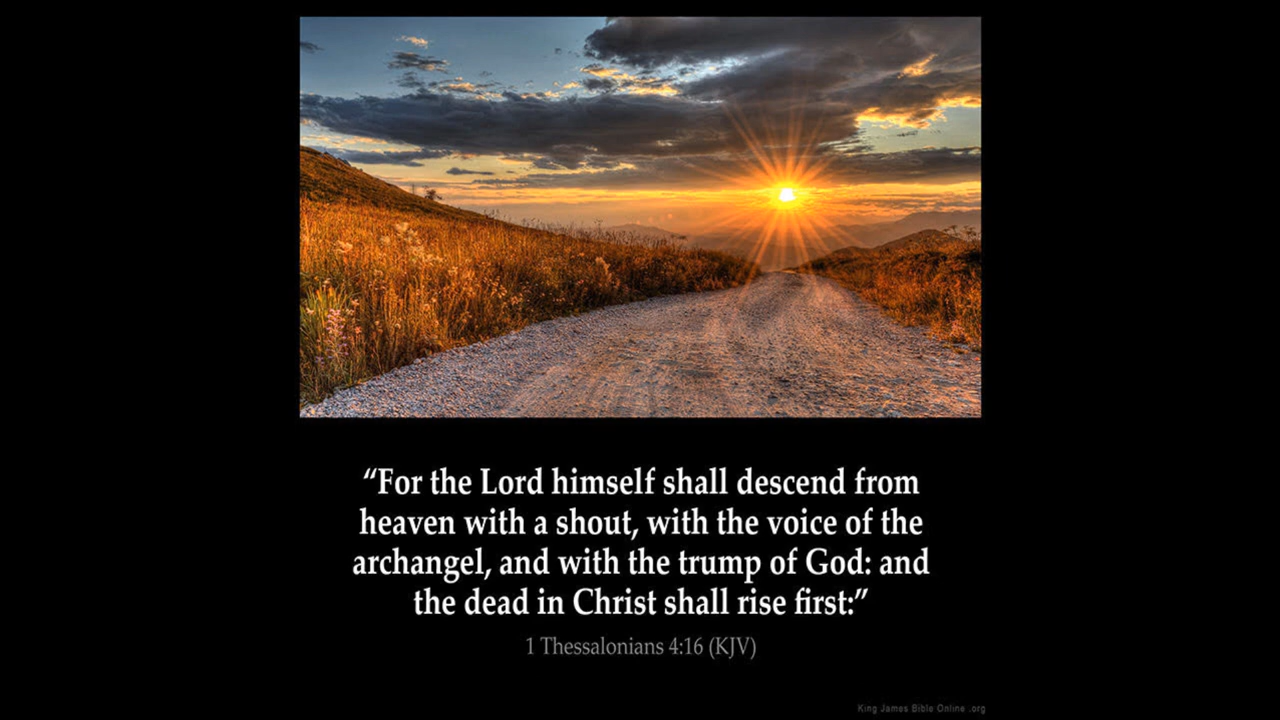 “For the Lord himself shall descend from
heaven with a shout, with the voice of the
archangel, and with the trump of God: and
the dead in Christ shall rise first:”
1 Thessalonians 4:16 (KJV)
King James Bible Online .org